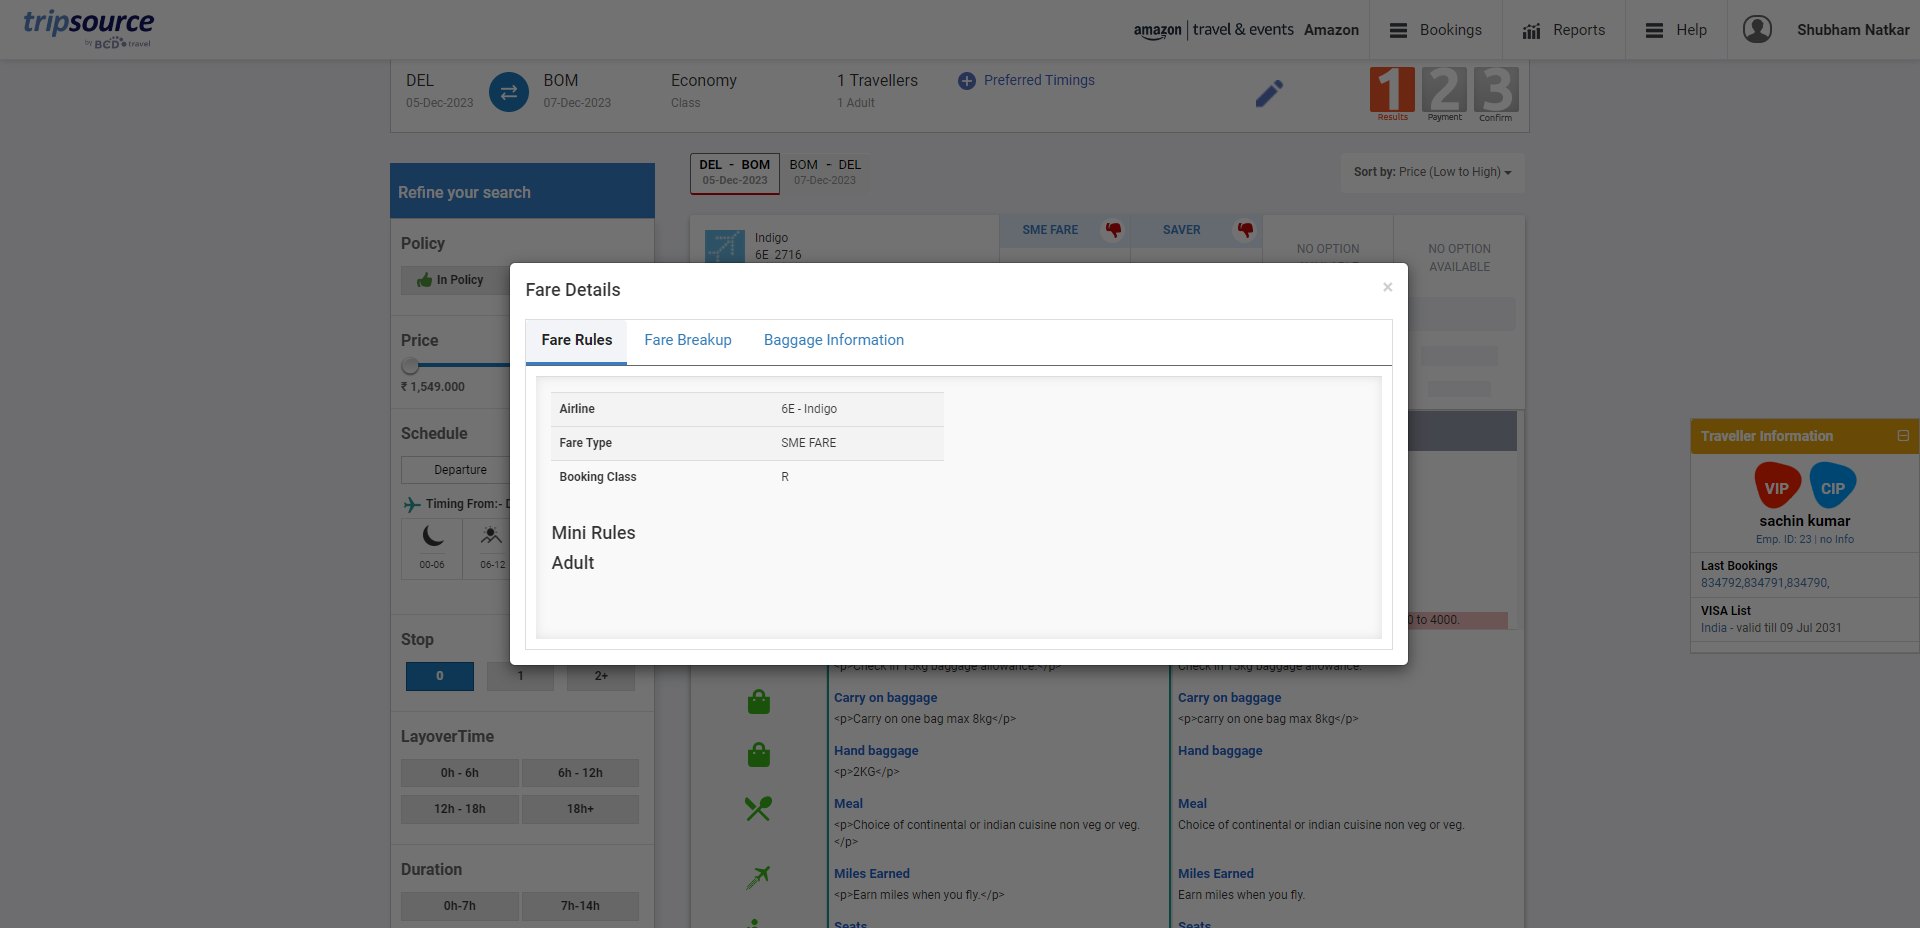 tripsource
by BCD travel
amazon | travel & events Amazon
Bookings
Reports
Help
Shubham Natkar
DEL
05-Dec-2023
BOM
07-Dec-2023
Economy
Class
1 Travellers
1 Adult
Preferred Timings
1 2 3
Results Payment Confirm
Refine your search
DEL - BOM
05-Dec-2023
BOM - DEL
07-Dec-2023
Sort by: Price (Low to High)
Policy
In Policy
Price
₹ 1,549.000
Schedule
Departure
Timing From:-
00-06
06-12
Stop
0
1
2+
LayoverTime
0h - 6h
6h - 12h
12h - 18h
18h+
Duration
0h-7h
7h-14h
Indigo
6E 2716
SME FARE
SAVER
NO OPTION
NO OPTION
AVAILABLE
Fare Details
×
Fare Rules
Fare Breakup
Baggage Information
Airline 6E - Indigo
Fare Type SME FARE
Booking Class R
Mini Rules
Adult
to 4000.
<p>Check in 15kg baggage allowance.</p>
Check in 15kg baggage allowance.
Carry on baggage
<p>Carry on one bag max 8kg</p>
Carry on baggage
<p>carry on one bag max 8kg</p>
Hand baggage
<p>2KG</p>
Hand baggage
Meal
<p>Choice of continental or indian cuisine non veg or veg.
</p>
Meal
Choice of continental or indian cuisine non veg or veg.
Miles Earned
<p>Earn miles when you fly.</p>
Miles Earned
Earn miles when you fly.
Seats
Seats
Traveller Information
VIP
CIP
sachin kumar
Emp. ID: 23 | no Info
Last Bookings
834792,834791,834790,
VISA List
India - valid till 09 Jul 2031